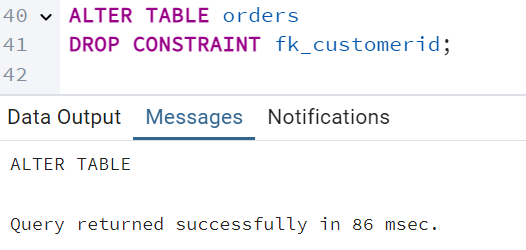 40 ALTER TABLE orders
41 DROP CONSTRAINT fk_customerid;
42
Data Output Messages Notifications
ALTER TABLE
Query returned successfully in 86 msec.